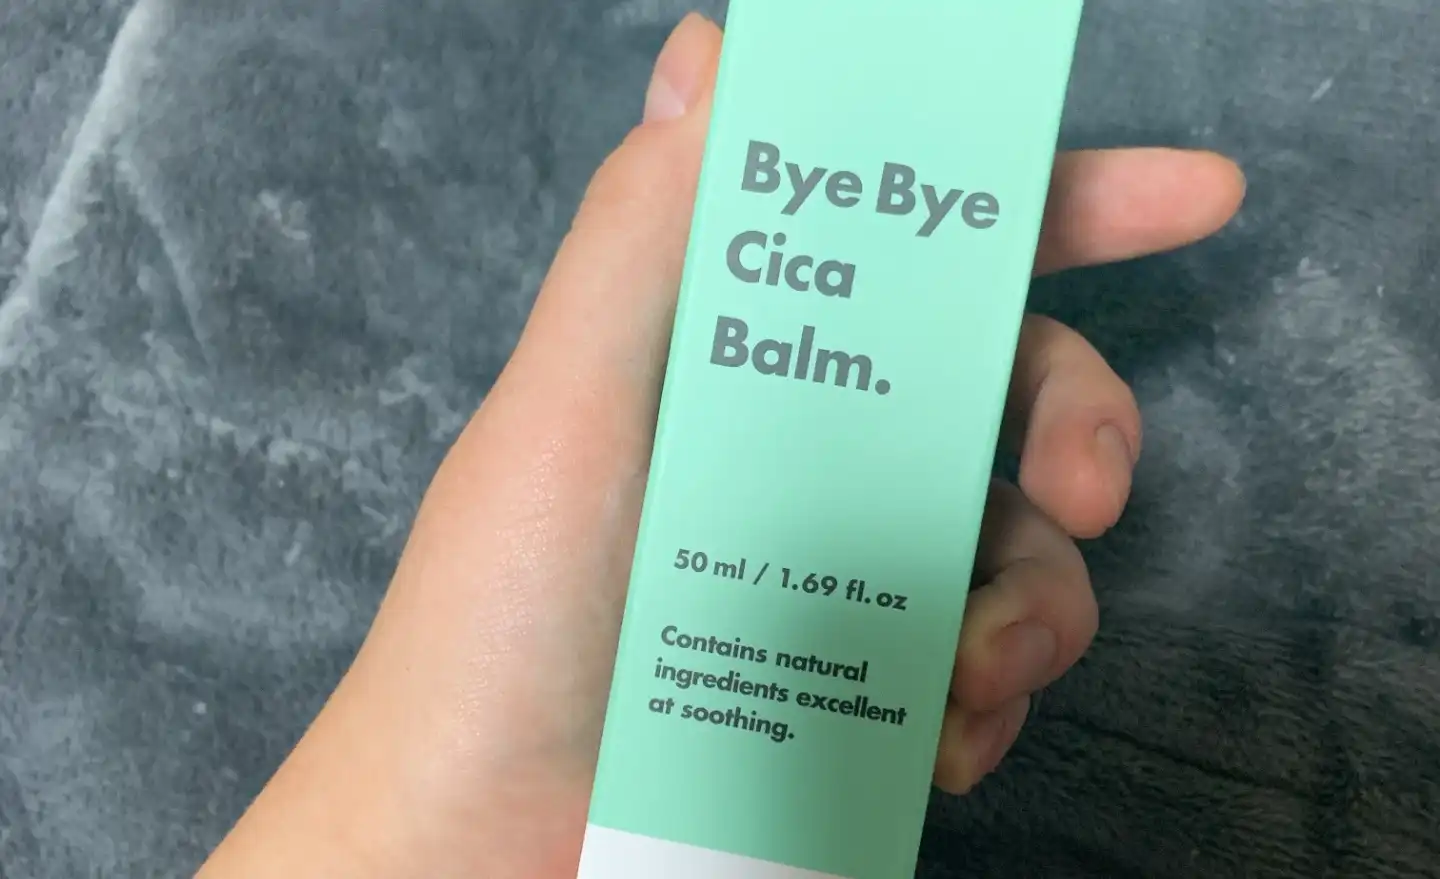 Bye Bye
Cica
Balm.
50 ml / 1.69 fl. oz
Contains natural
ingredients excellent
at soothing.